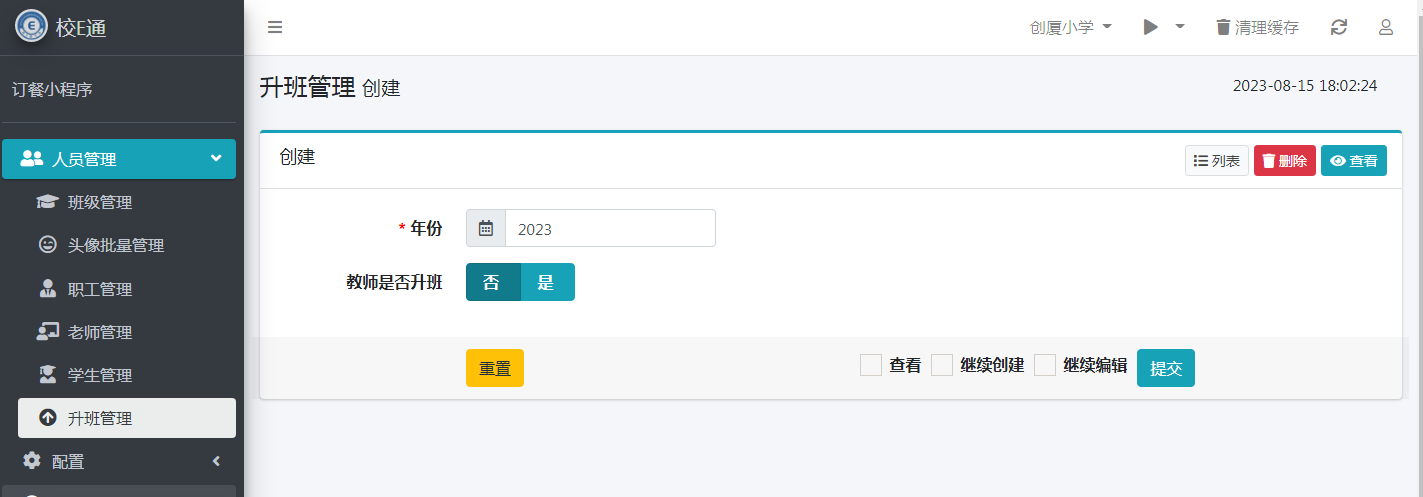 校E通
创厦小学
清理缓存
订餐小程序
人员管理
班级管理
头像批量管理
职工管理
老师管理
学生管理
升班管理
配置
升班管理 创建
2023-08-15 18:02:24
创建
列表
删除
查看
* 年份
2023
教师是否升班
否
是
重置
查看
继续创建
继续编辑
提交